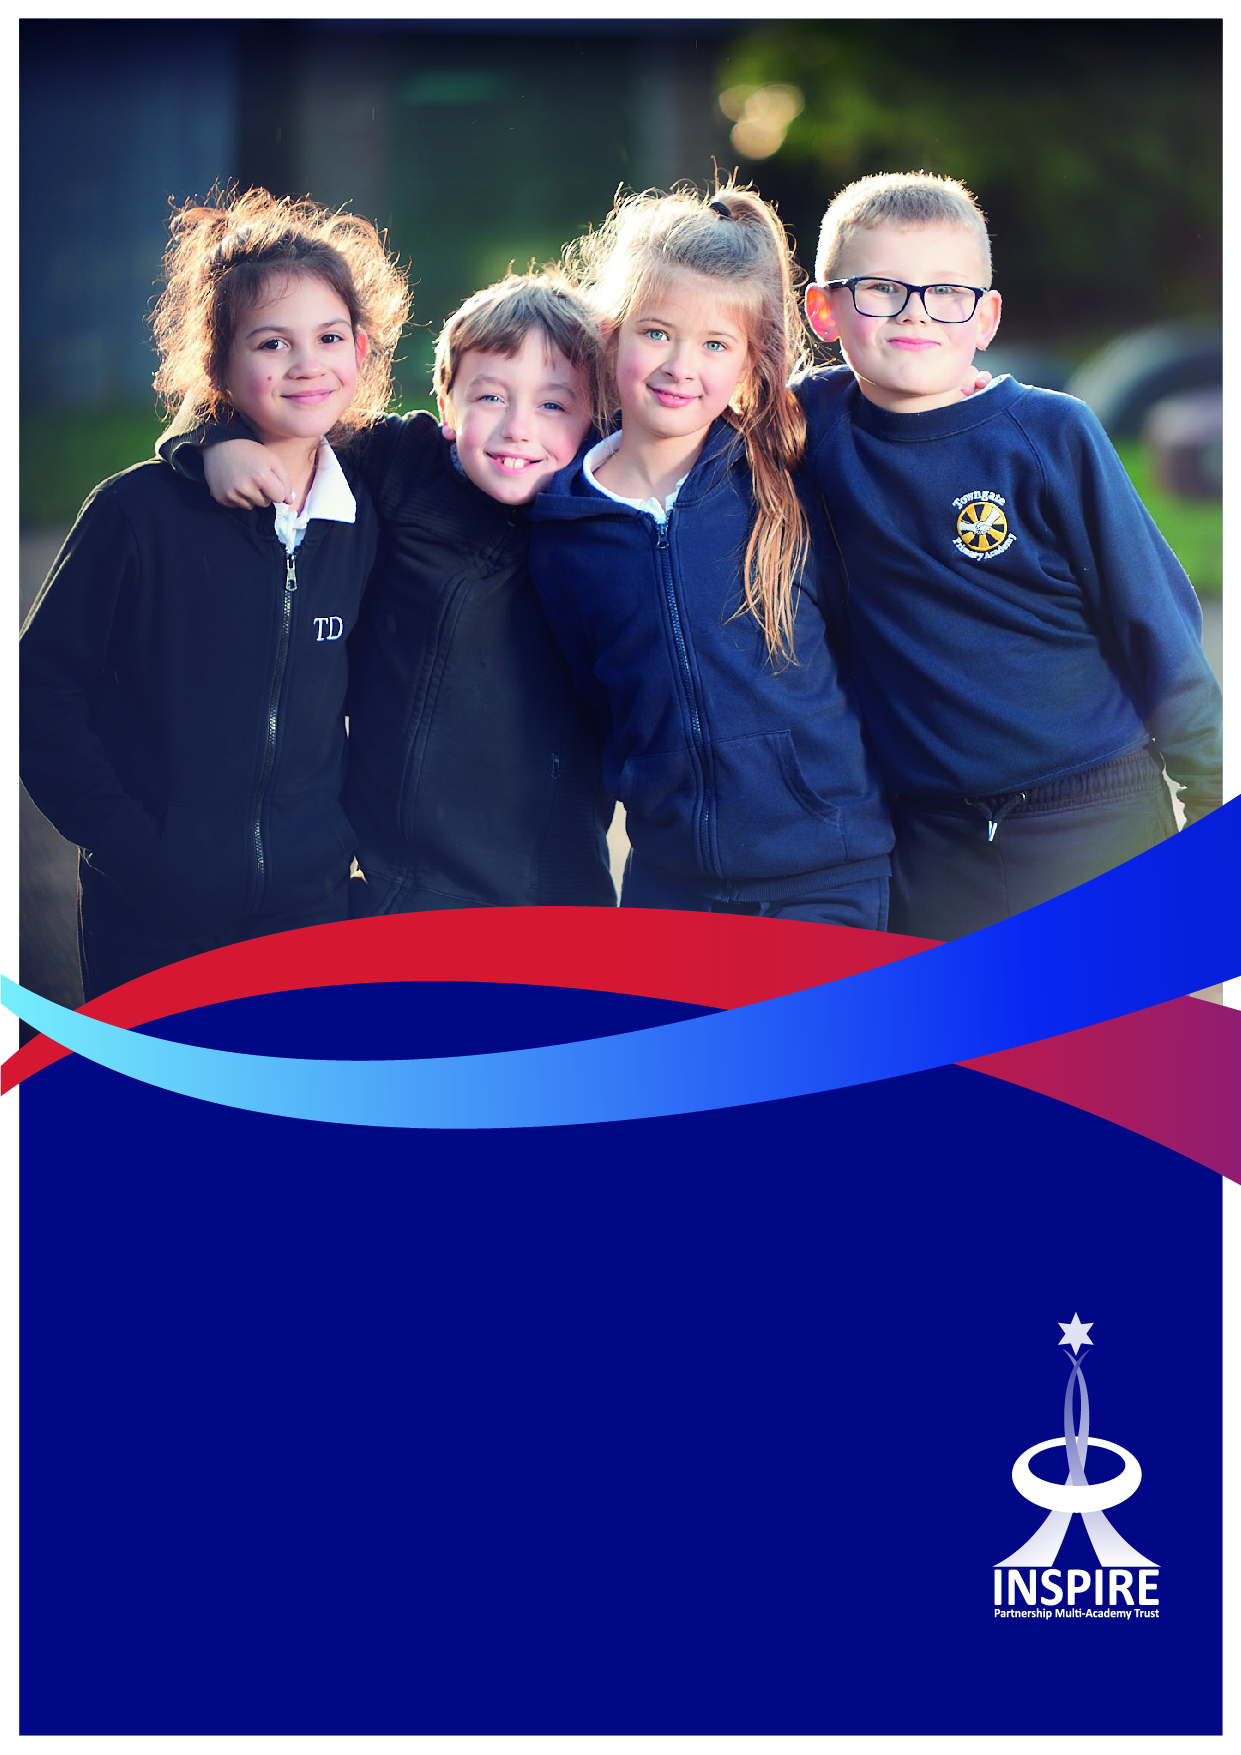 Towngate
Primary Academy
TD
INSPIRE
Partnership Multi-Academy Trust